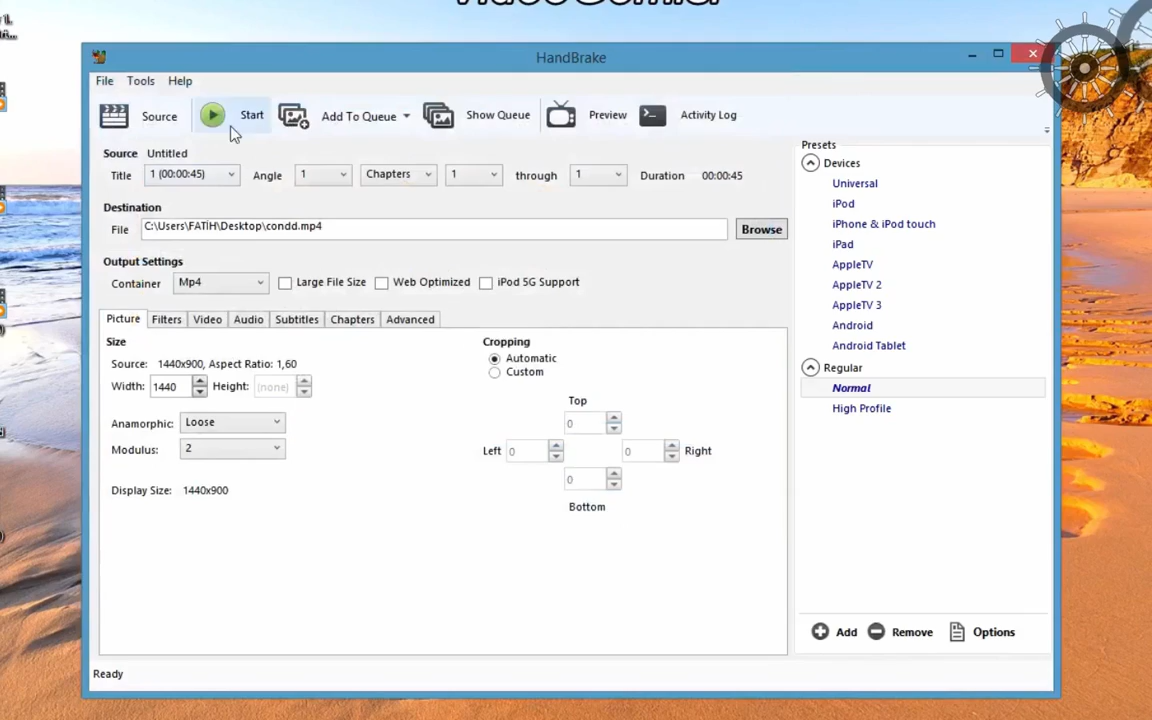 HandBrake
File Tools Help
Source Start Add To Queue Show Queue Preview Activity Log
Source Untitled
Title 1 (00:00:45) Angle 1 Chapters 1 through 1 Duration 00:00:45
Destination
File C:\Users\FATİH\Desktop\condd.mp4 Browse
Output Settings
Container Mp4 Large File Size Web Optimized iPod 5G Support
Picture Filters Video Audio Subtitles Chapters Advanced
Size
Source: 1440x900, Aspect Ratio: 1,60
Width: 1440 Height: (none)
Anamorphic: Loose
Modulus: 2
Display Size: 1440x900
Cropping
Automatic
Custom
Top
0
Left 0 0 Right
0
Bottom
Presets
Devices
Universal
iPod
iPhone & iPod touch
iPad
AppleTV
AppleTV 2
AppleTV 3
Android
Android Tablet
Regular
Normal
High Profile
Add Remove Options
Ready